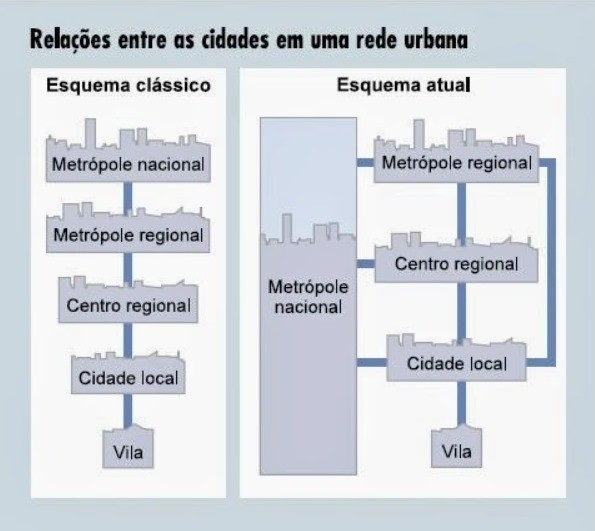 Relações entre as cidades em uma rede urbana
Esquema clássico
Metrópole nacional
Metrópole regional
Centro regional
Cidade local
Vila
Esquema atual
Metrópole
nacional
Metrópole regional
Centro regional
Cidade local
Vila